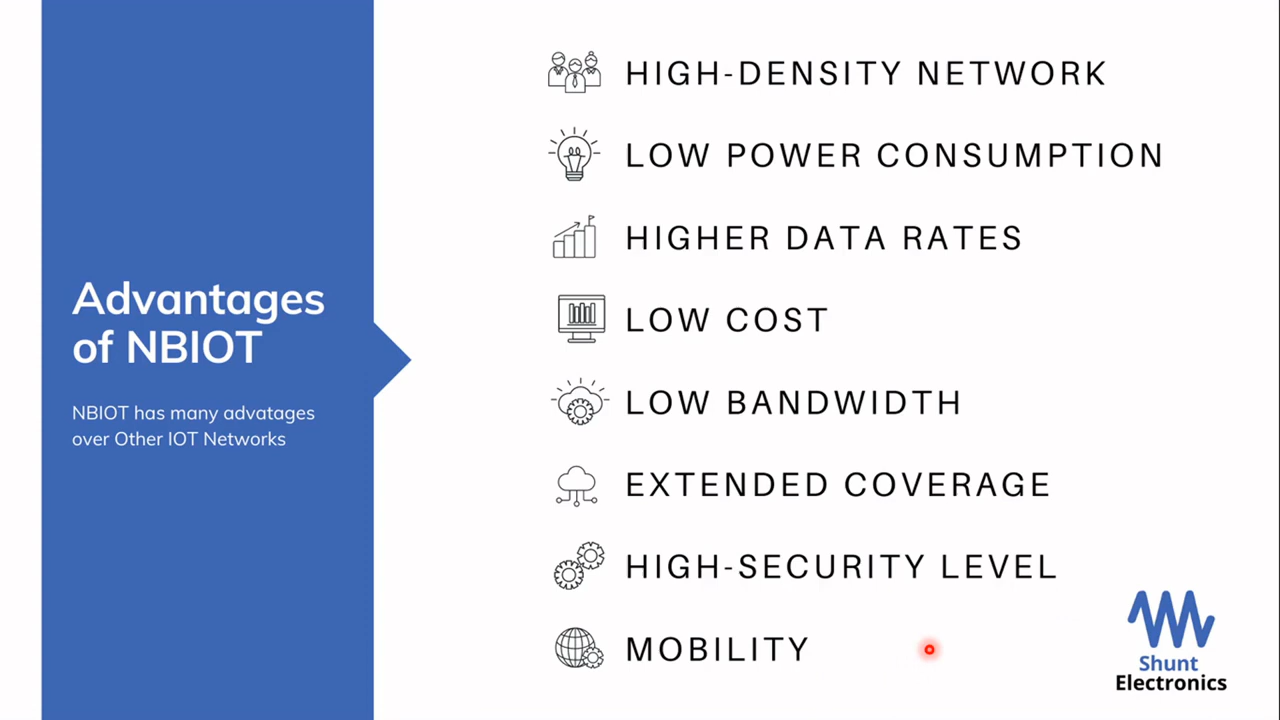 Advantages
of NBIOT
NBIOT has many advatages
over Other IOT Networks
HIGH-DENSITY NETWORK
LOW POWER CONSUMPTION
HIGHER DATA RATES
LOW COST
LOW BANDWIDTH
EXTENDED COVERAGE
HIGH-SECURITY LEVEL
MOBILITY
Shunt
Electronics